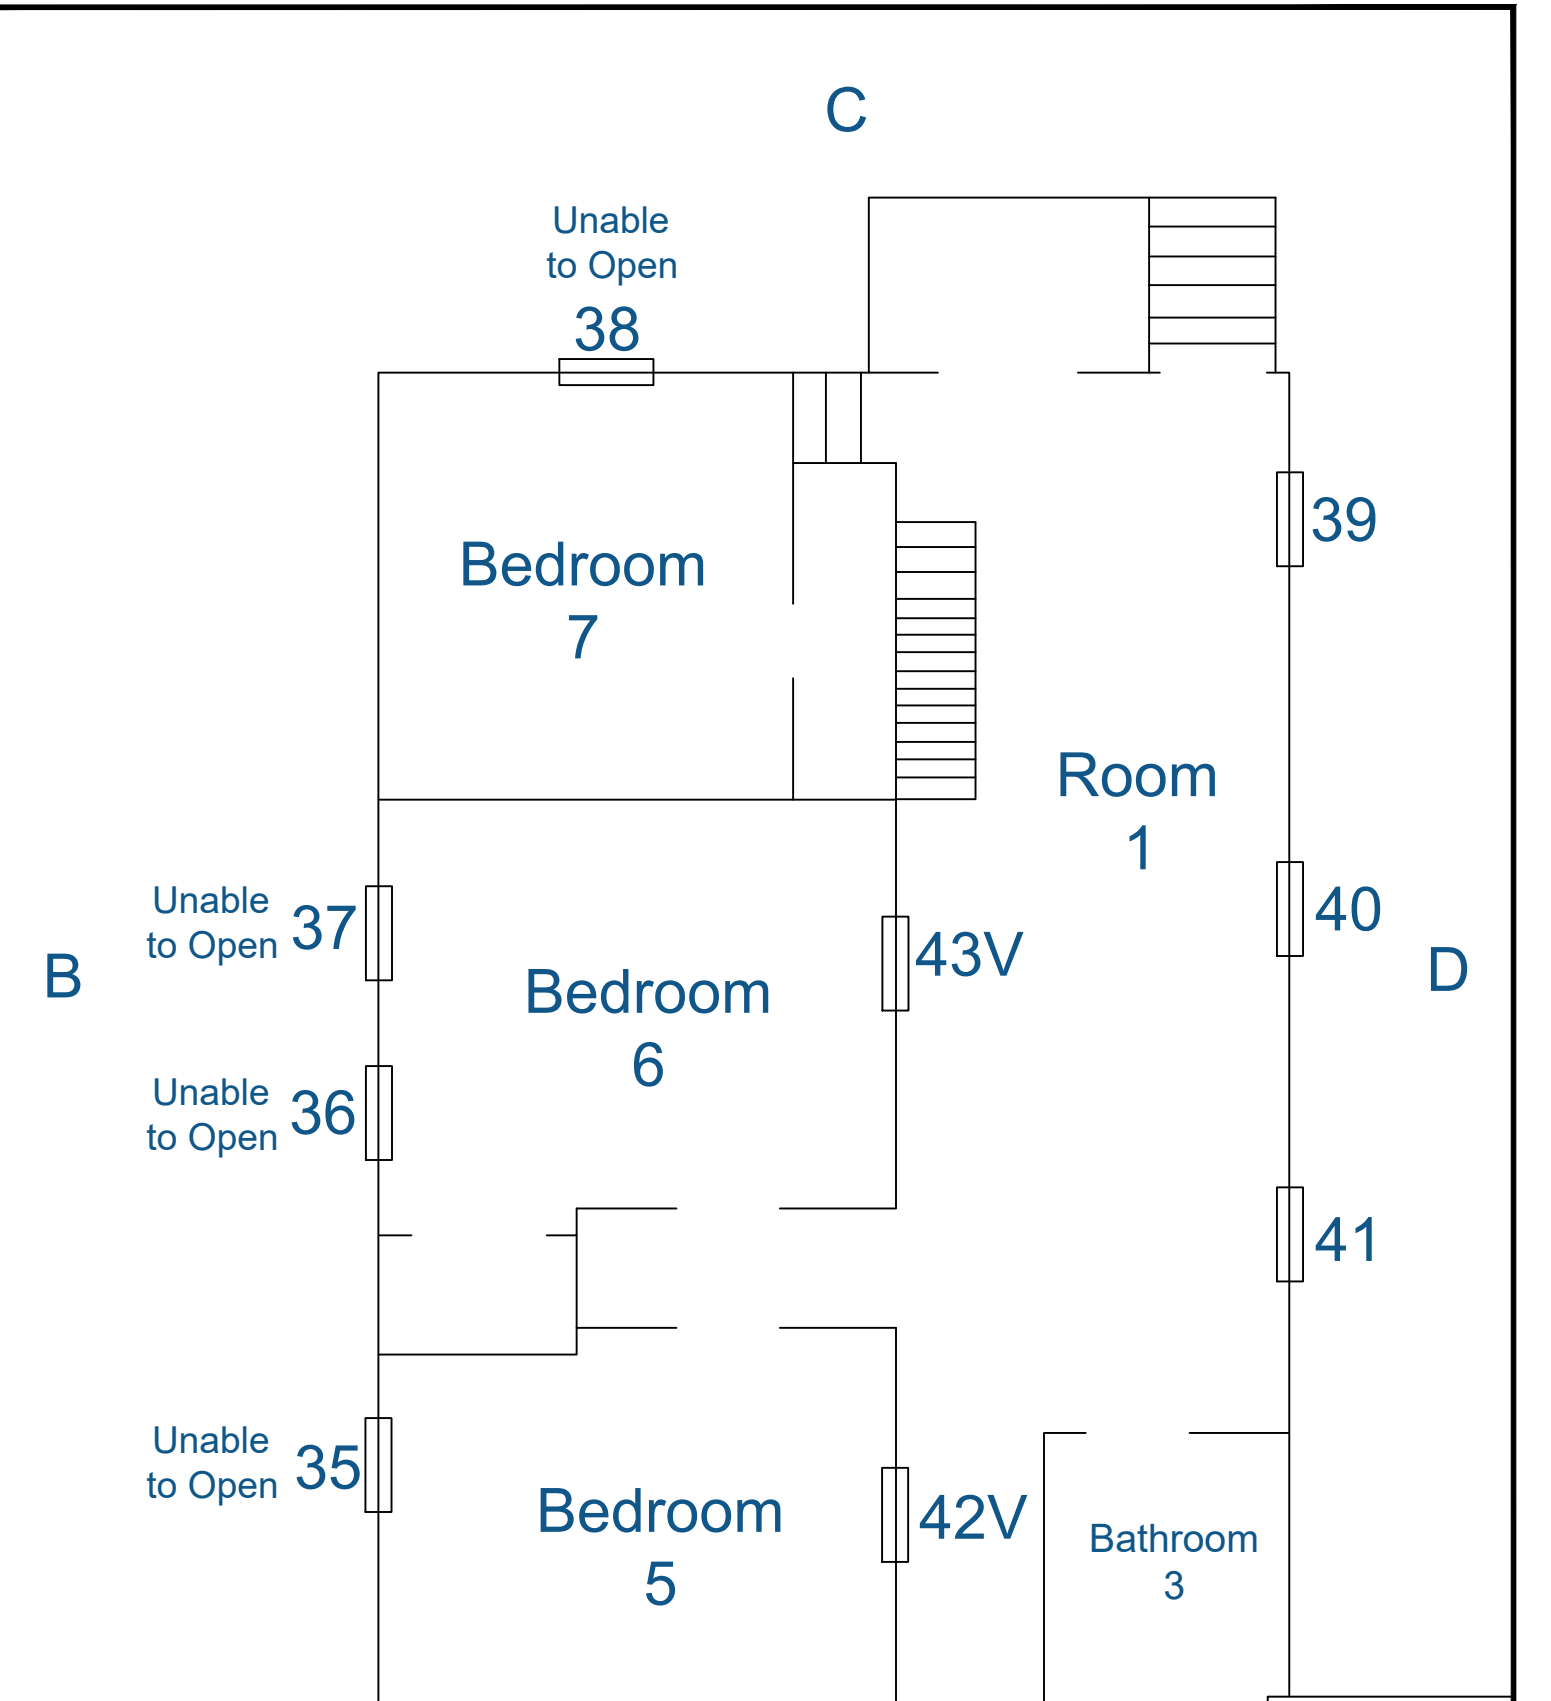 C
Unable
to Open
38
39
Bedroom
7
Room
1
Unable
to Open
37
40
B
43V
D
Bedroom
6
Unable
to Open
36
41
Unable
to Open
35
Bedroom
5
42V
Bathroom
3